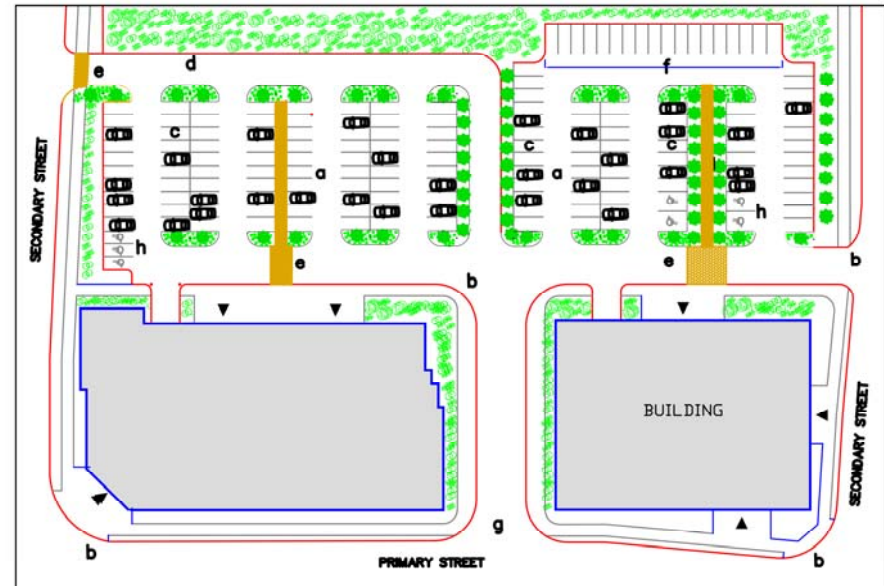 d
f
e
c
c
c
l
a
a
SECONDARY STREET
h
h
e
e
b
b
BUILDING
SECONDARY STREET
g
b
b
PRIMARY STREET